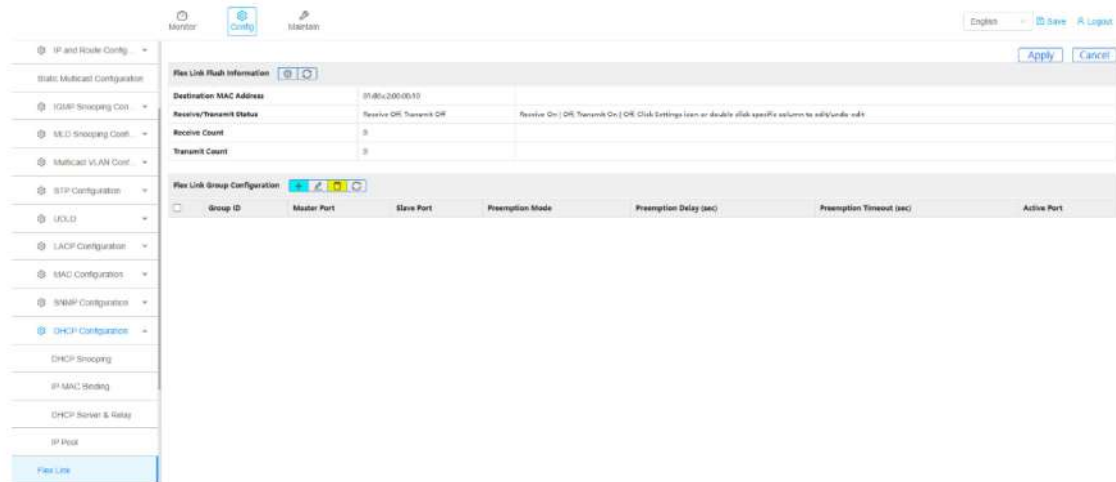 Monitor
Config
Maintain
English
Save
Logout
IP and Route Config...
Static Multicast Configuration
IGMP Snooping Con...
MLD Snooping Confi...
Multicast VLAN Conf...
STP Configuration
UDLD
LACP Configuration
MAC Configuration
SNMP Configuration
DHCP Configuration
DHCP Snooping
IP-MAC Binding
DHCP Server & Relay
IP Pool
Flex Link
Apply
Cancel
Flex Link Flush Information
Destination MAC Address 01:80:c2:00:00:10
Receive/Transmit Status Receive Off, Transmit Off Receive On | Off, Transmit On | Off, Click Settings icon or double click specific column to edit/undo edit
Receive Count 0
Transmit Count 0
Flex Link Group Configuration
Group ID Master Port Slave Port Preemption Mode Preemption Delay (sec) Preemption Timeout (sec) Active Port